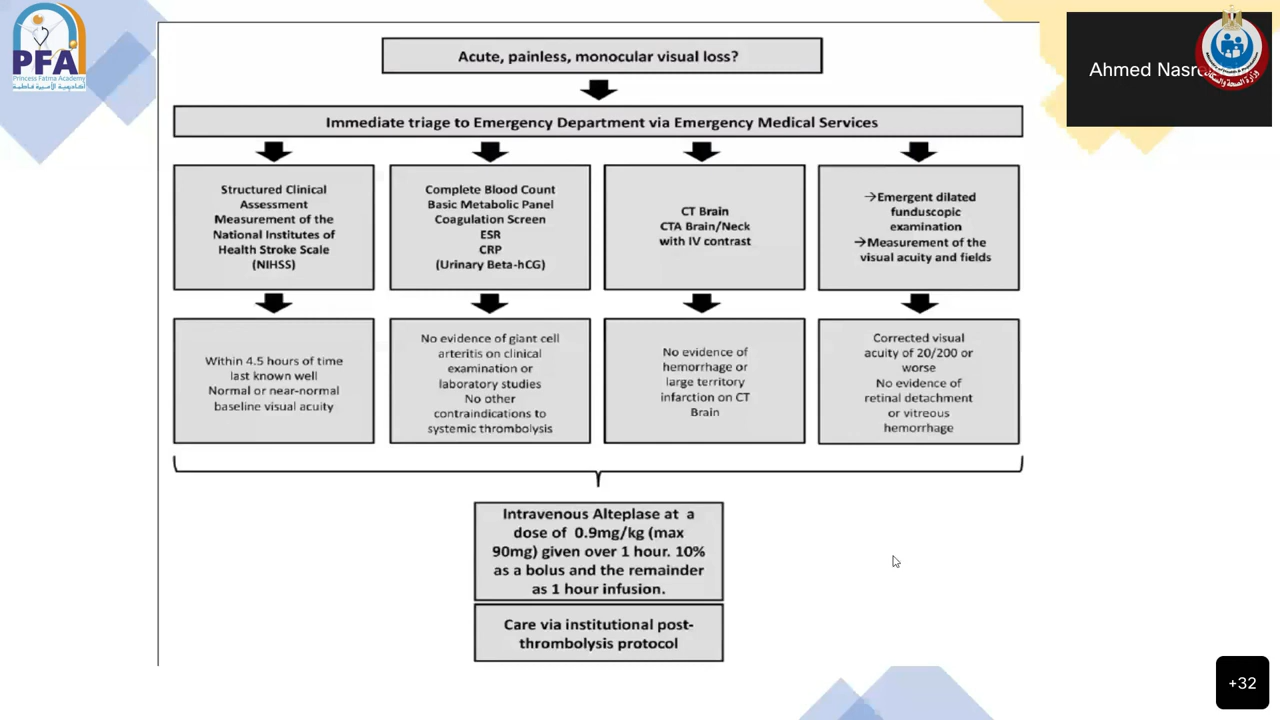 PFA
Princess Fatma Academy
أكاديمية الأميرة فاطمة
Acute, painless, monocular visual loss?
Immediate triage to Emergency Department via Emergency Medical Services
Structured Clinical
Assessment
Measurement of the
National Institutes of
Health Stroke Scale
(NIHSS)
Complete Blood Count
Basic Metabolic Panel
Coagulation Screen
ESR
CRP
(Urinary Beta-hCG)
CT Brain
CTA Brain/Neck
with IV contrast
→Emergent dilated
funduscopic
examination
→Measurement of the
visual acuity and fields
Within 4.5 hours of time
last known well
Normal or near-normal
baseline visual acuity
No evidence of giant cell
arteritis on clinical
examination or
laboratory studies
No other
contraindications to
systemic thrombolysis
No evidence of
hemorrhage or
large territory
infarction on CT
Brain
Corrected visual
acuity of 20/200 or
worse
No evidence of
retinal detachment
or vitreous
hemorrhage
Intravenous Alteplase at a
dose of 0.9mg/kg (max
90mg) given over 1 hour. 10%
as a bolus and the remainder
as 1 hour infusion.
Care via institutional post-
thrombolysis protocol
Ahmed
وزارة الصحة والسكان
+32